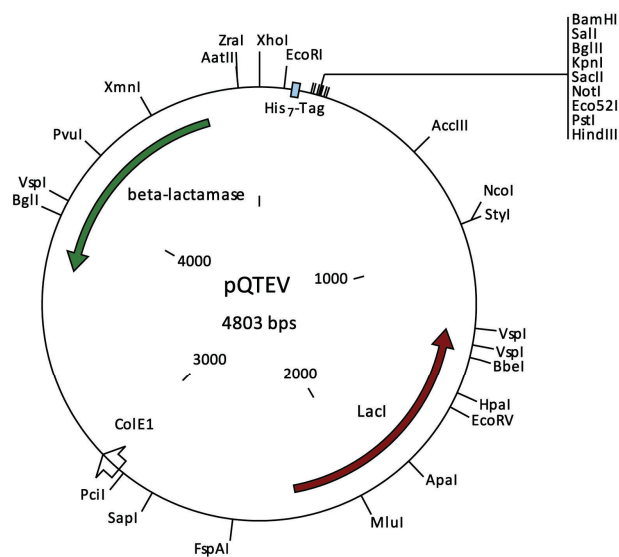 BamHI
SalI
BglII
KpnI
SacII
NotI
Eco52I
PstI
HindIII
ZraI
XhoI
AatII
EcoRI
XmnI
His7-Tag
PvuI
AccIII
VspI
BglI
beta-lactamase
I
NcoI
StyI
4000
pQTEV
1000
4803 bps
VspI
VspI
BbeI
3000
2000
HpaI
EcoRV
LacI
ColE1
ApaI
PciI
SapI
MluI
FspAI